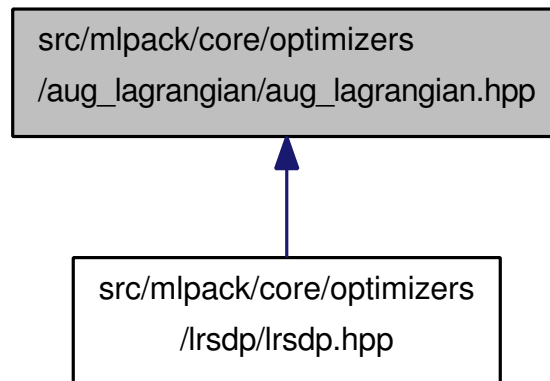 src/mlpack/core/optimizers
/aug_lagrangian/aug_lagrangian.hpp
src/mlpack/core/optimizers
/lrsdp/lrsdp.hpp